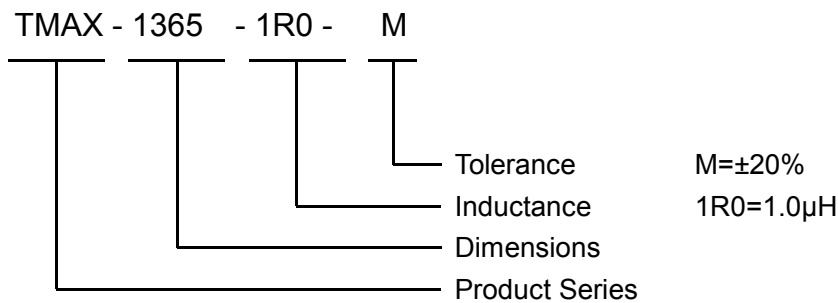 TMAX - 1365 - 1R0 - M
Tolerance M=±20%
Inductance 1R0=1.0µH
Dimensions
Product Series